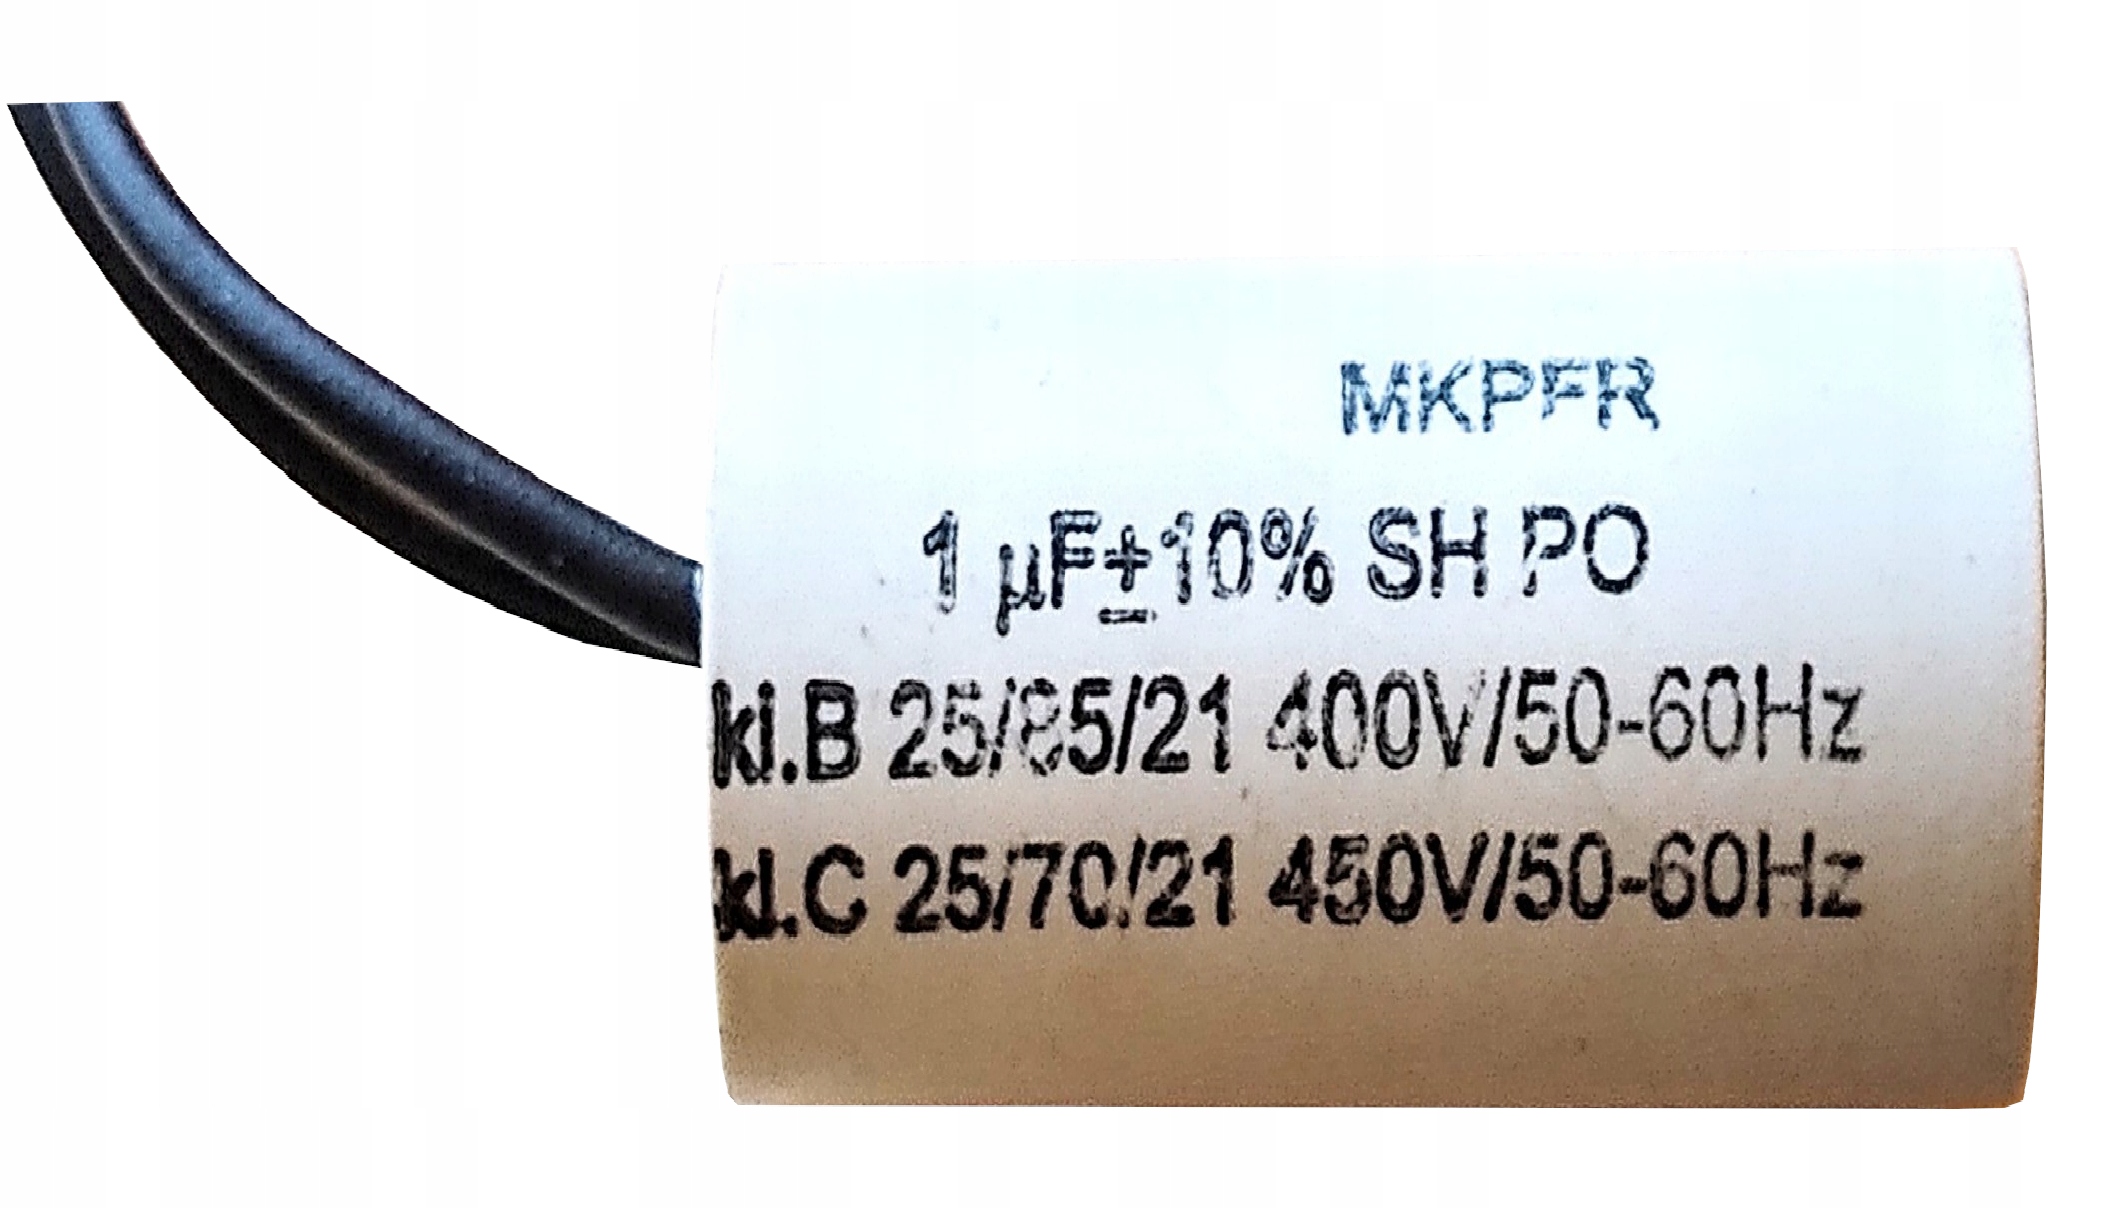 MKPFR
1 µF±10% SH PO
kl.B 25/85/21 400V/50-60Hz
kl.C 25/70/21 450V/50-60Hz